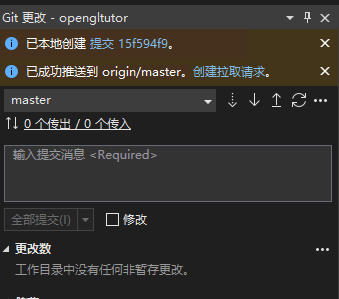 Git 更改 - opengltutor
已本地创建 提交 15f594f9。
已成功推送到 origin/master。创建拉取请求。
master
0 个传出 / 0 个传入
输入提交消息 <Required>
全部提交(I) 修改
更改数
工作目录中没有任何非暂存更改。